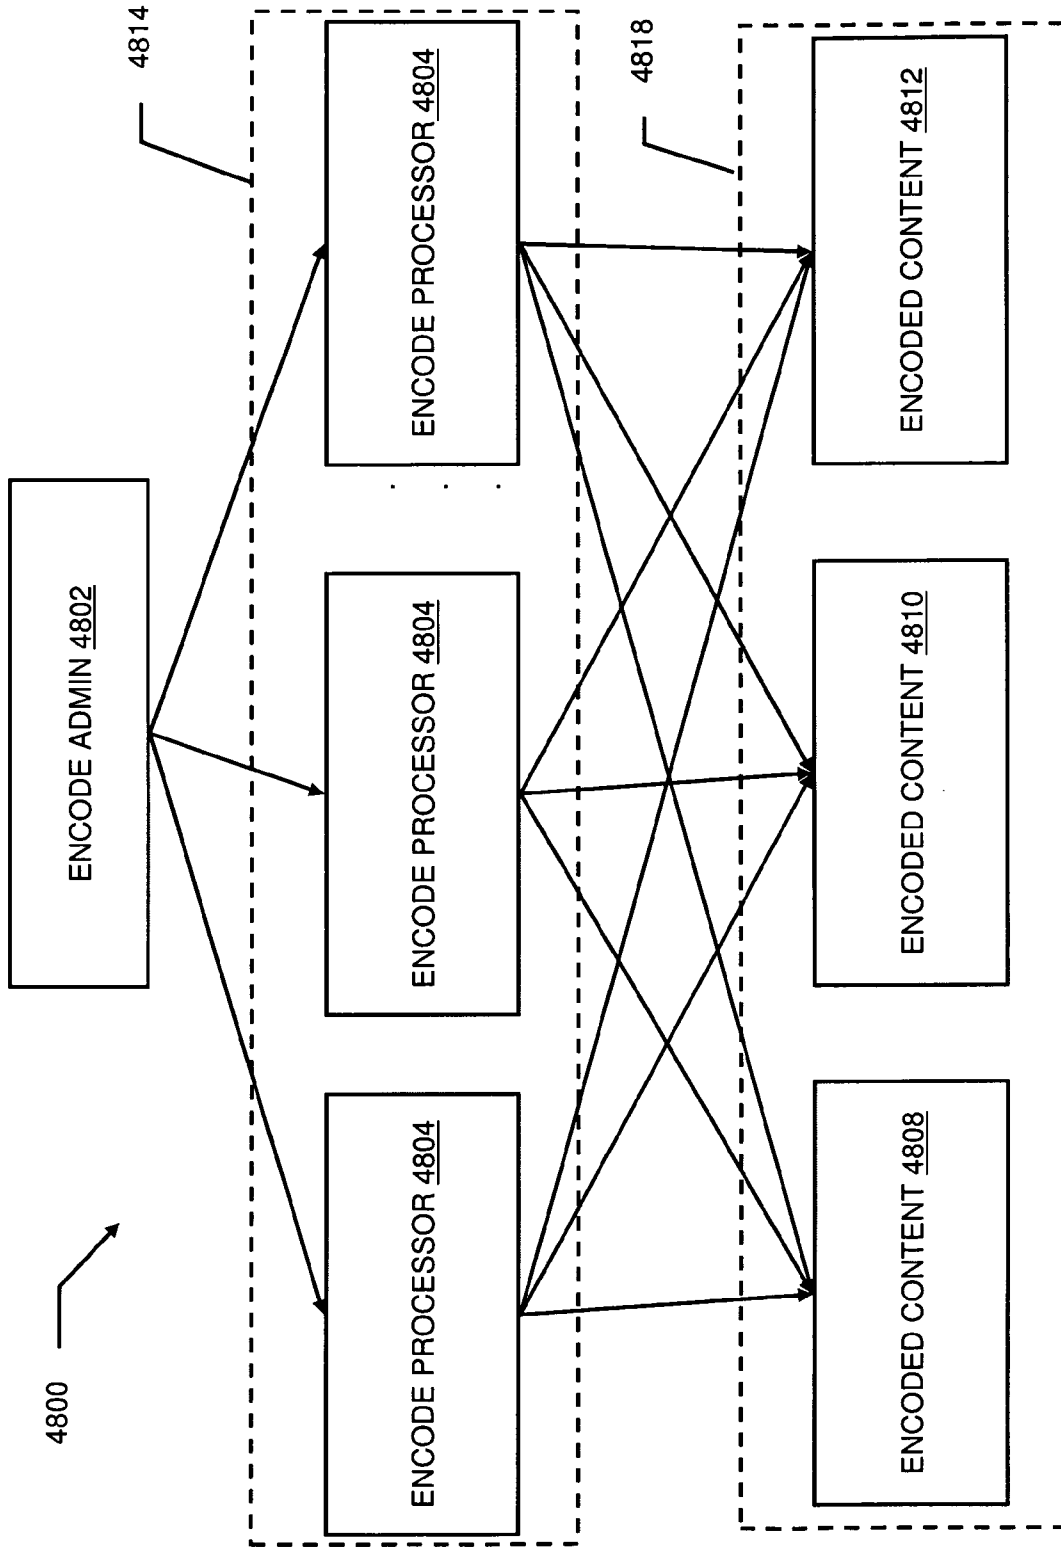 4800
ENCODE ADMIN 4802
4814
ENCODE PROCESSOR 4804
ENCODE PROCESSOR 4804
. . .
ENCODE PROCESSOR 4804
4818
ENCODED CONTENT 4808
ENCODED CONTENT 4810
ENCODED CONTENT 4812